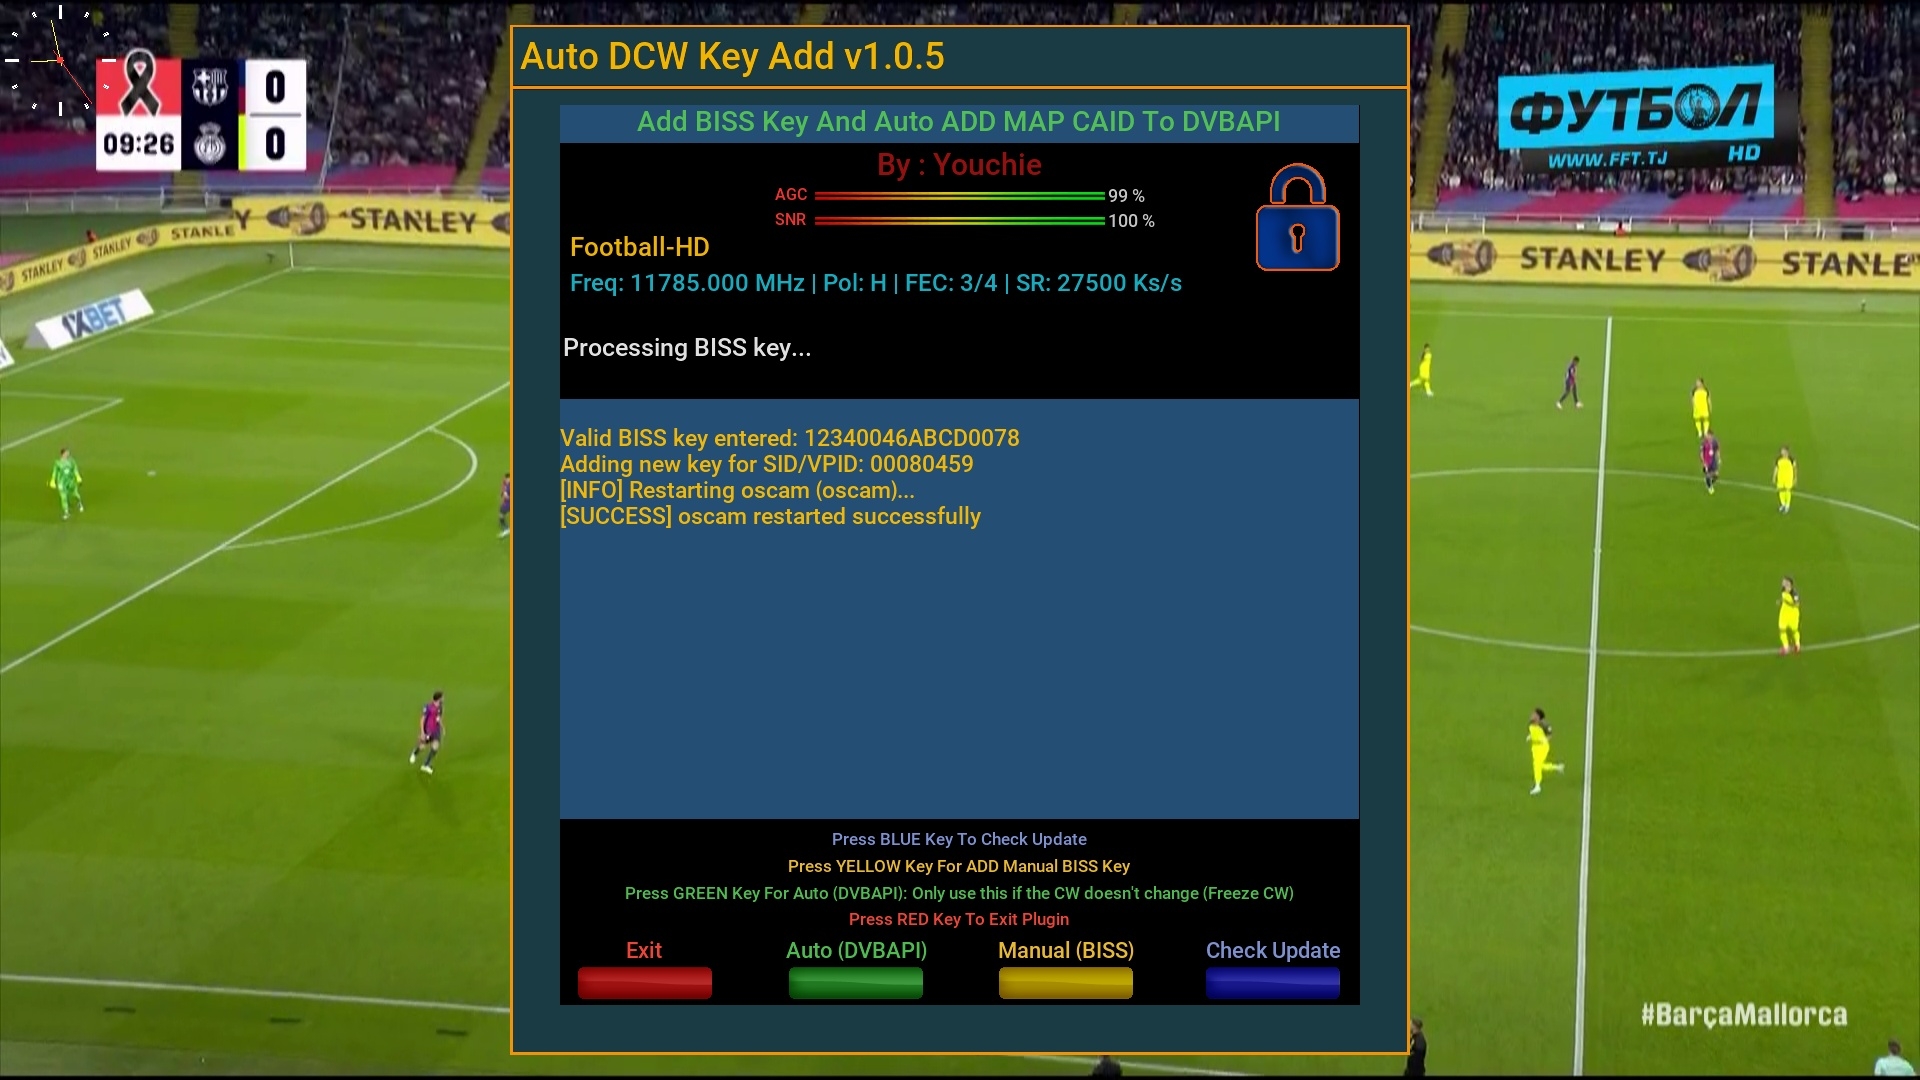 Auto DCW Key Add v1.0.5
Add BISS Key And Auto ADD MAP CAID To DVBAPI
By : Youchie
AGC 99 %
SNR 100 %
Football-HD
Freq: 11785.000 MHz | Pol: H | FEC: 3/4 | SR: 27500 Ks/s
Processing BISS key...
Valid BISS key entered: 12340046ABCD0078
Adding new key for SID/VPID: 00080459
[INFO] Restarting oscam (oscam)...
[SUCCESS] oscam restarted successfully
Press BLUE Key To Check Update
Press YELLOW Key For ADD Manual BISS Key
Press GREEN Key For Auto (DVBAPI): Only use this if the CW doesn't change (Freeze CW)
Press RED Key To Exit Plugin
Exit Auto (DVBAPI) Manual (BISS) Check Update
0
09:26 0
ФУТБОЛ
WWW.FFT.TJ HD
STANLEY STANLEY STANLE Y STANLEY
1XBET
STANLEY STANLEY
#BarçaMallorca